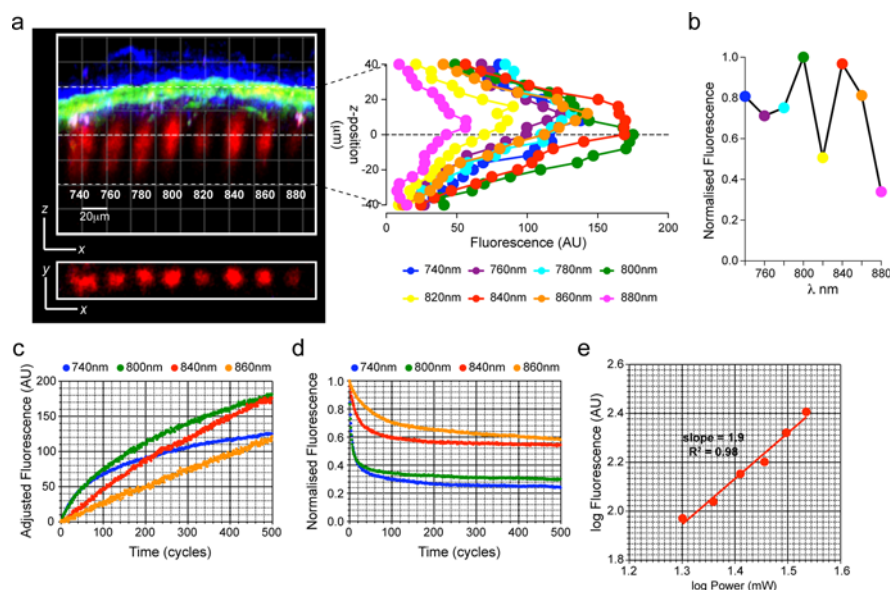 a
740 780 800 820 840 860 880
20μm
z
x
y
x
z-position
(μm)
40
20
0
-20
-40
0 50 100 150 200
Fluorescence (AU)
740nm 760nm 780nm 800nm
820nm 840nm 860nm 880nm
b
Normalised Fluorescence
1.0
0.8
0.6
0.4
0.2
0.0
760 800 840 880
λ nm
c
740nm 800nm 840nm 860nm
Adjusted Fluorescence (AU)
200
150
100
50
0
0 100 200 300 400 500
Time (cycles)
d
740nm 800nm 840nm 860nm
Normalised Fluorescence
1.0
0.8
0.6
0.4
0.2
0.0
0 100 200 300 400 500
Time (cycles)
e
log Fluorescence (AU)
2.6
2.4
2.2
2.0
1.8
slope = 1.9
R² = 0.98
1.2 1.3 1.4 1.5 1.6
log Power (mW)